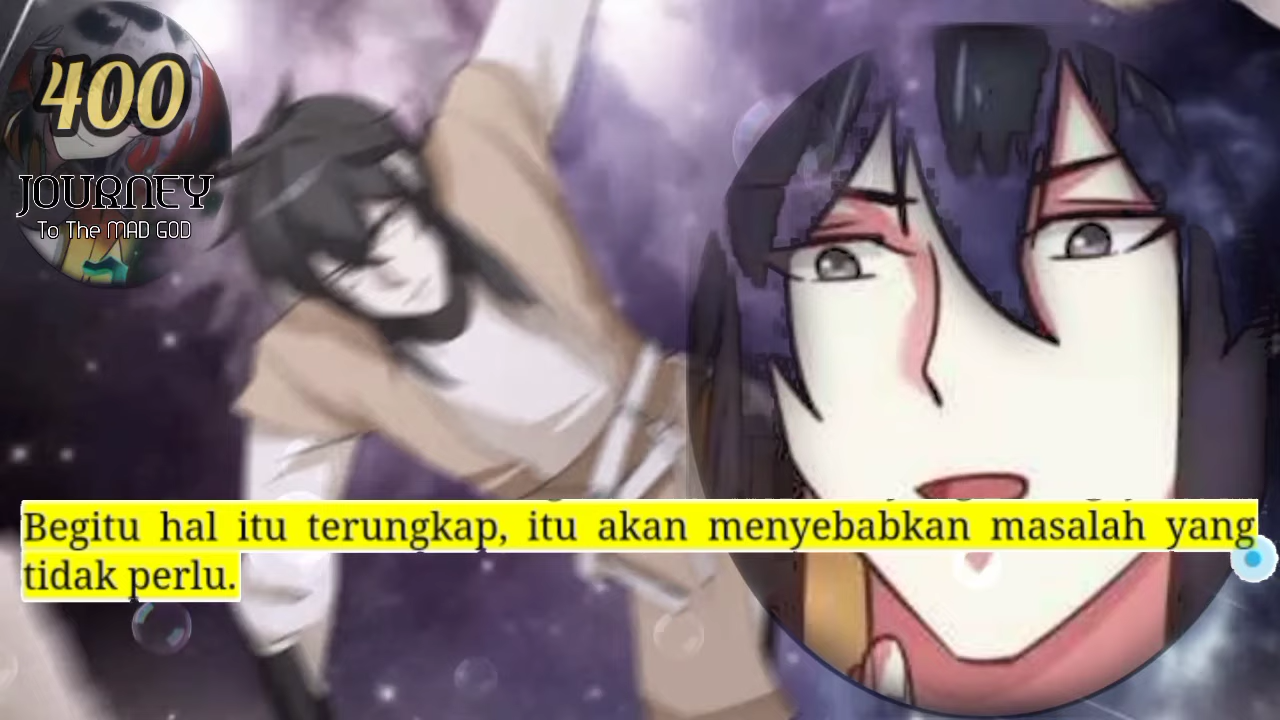 400
JOURNEY
To The MAD GOD
Begitu hal itu terungkap, itu akan menyebabkan masalah yang
tidak perlu.